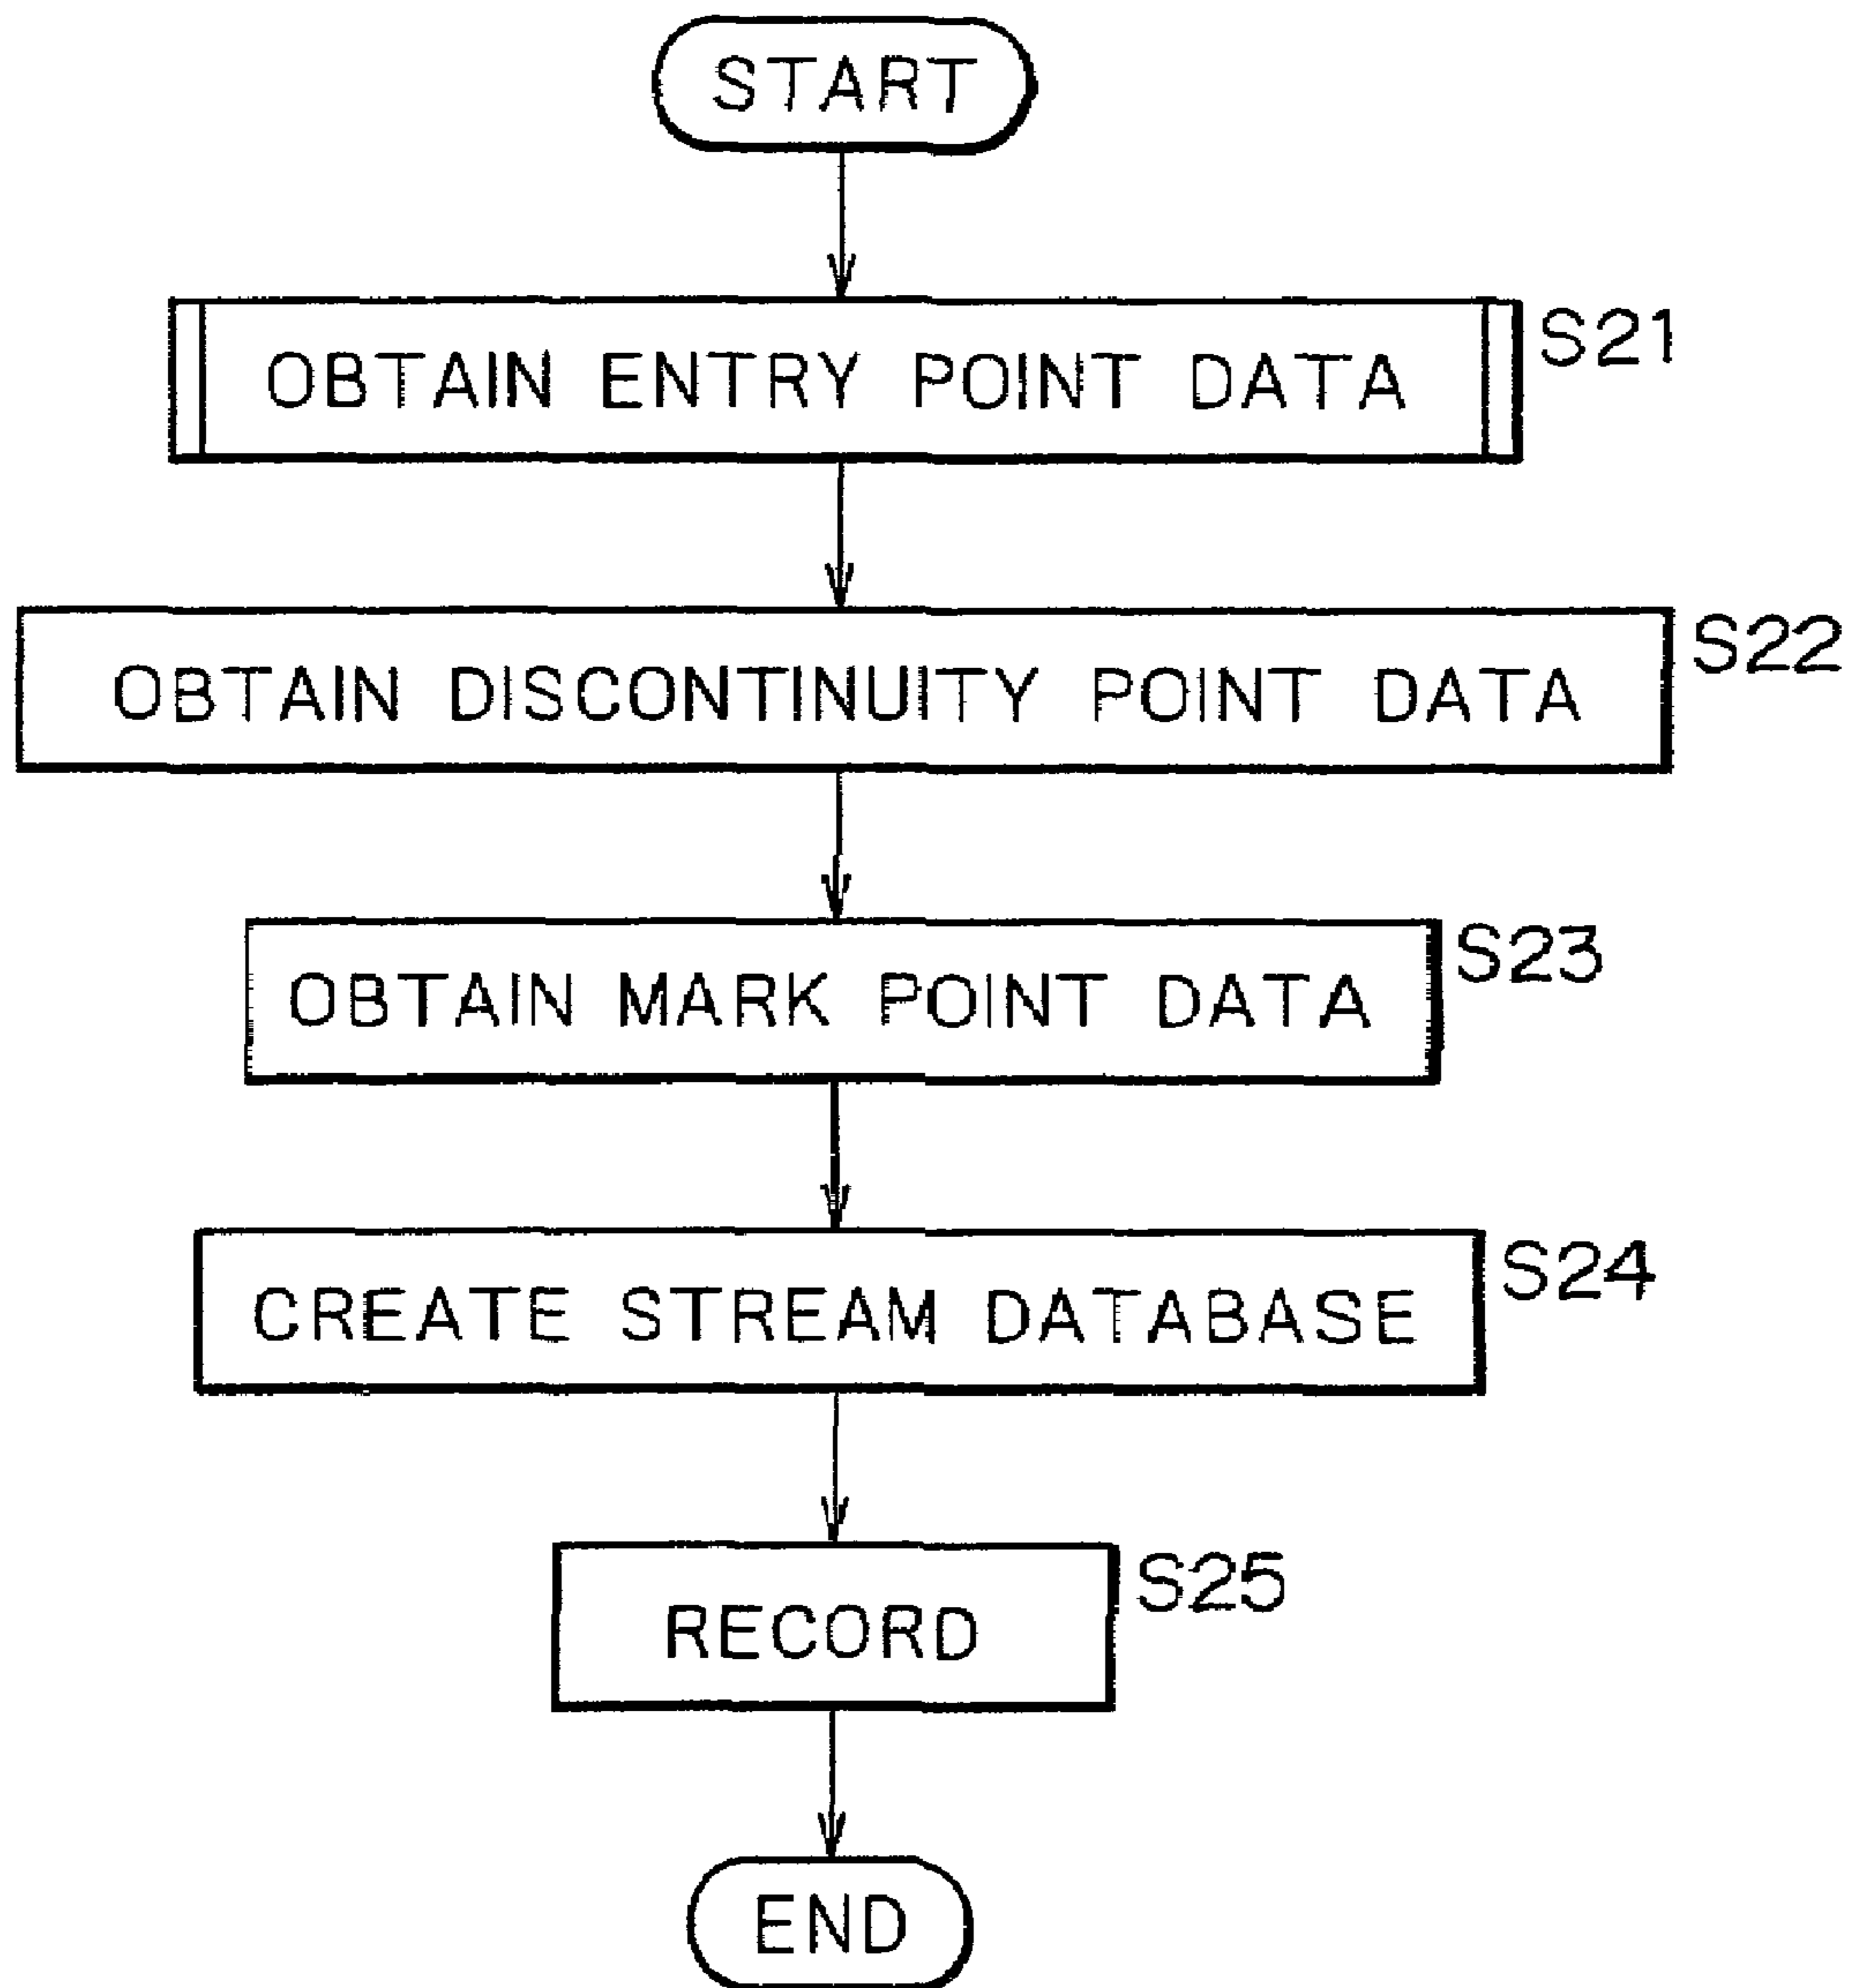 START
S21
OBTAIN ENTRY POINT DATA
S22
OBTAIN DISCONTINUITY POINT DATA
S23
OBTAIN MARK POINT DATA
S24
CREATE STREAM DATABASE
S25
RECORD
END